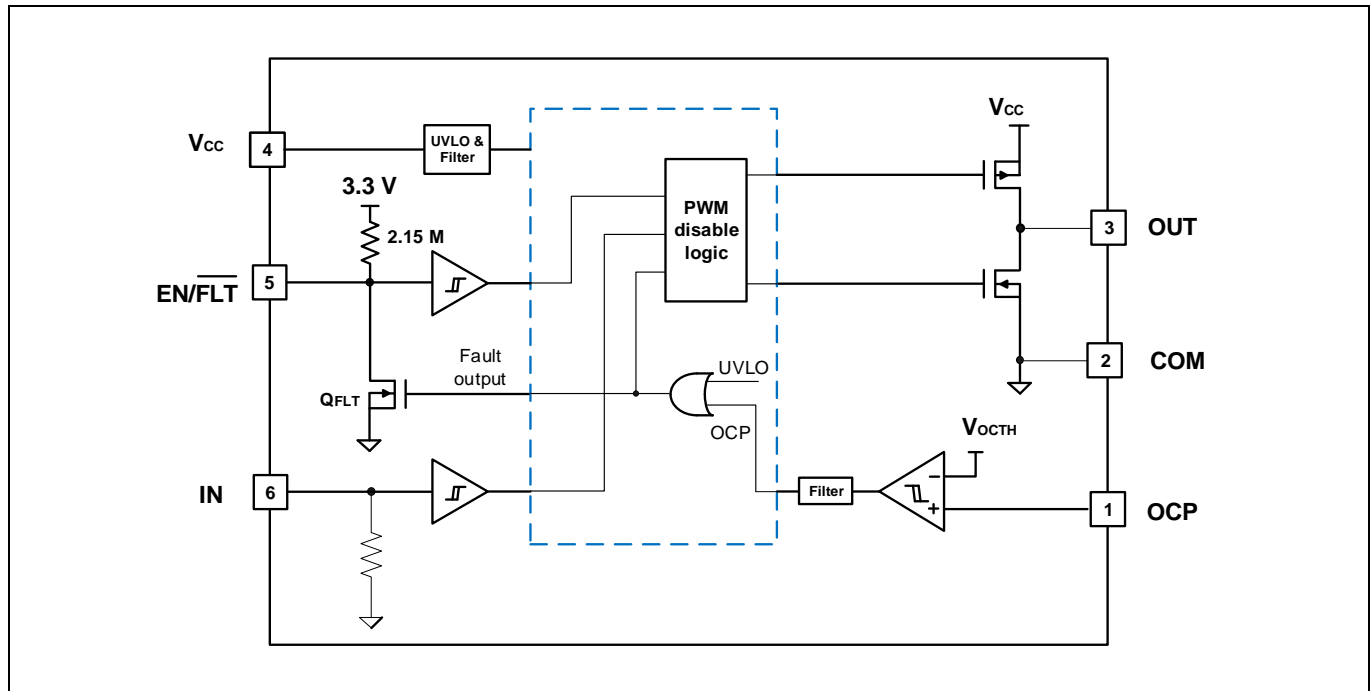 VCC
4
UVLO &
Filter
3.3 V
2.15 M
EN/FLT
5
QFLT
Fault
output
IN
6
PWM
disable
logic
UVLO
OCP
Filter
VOCTH
-
+
VCC
3
OUT
2
COM
1
OCP